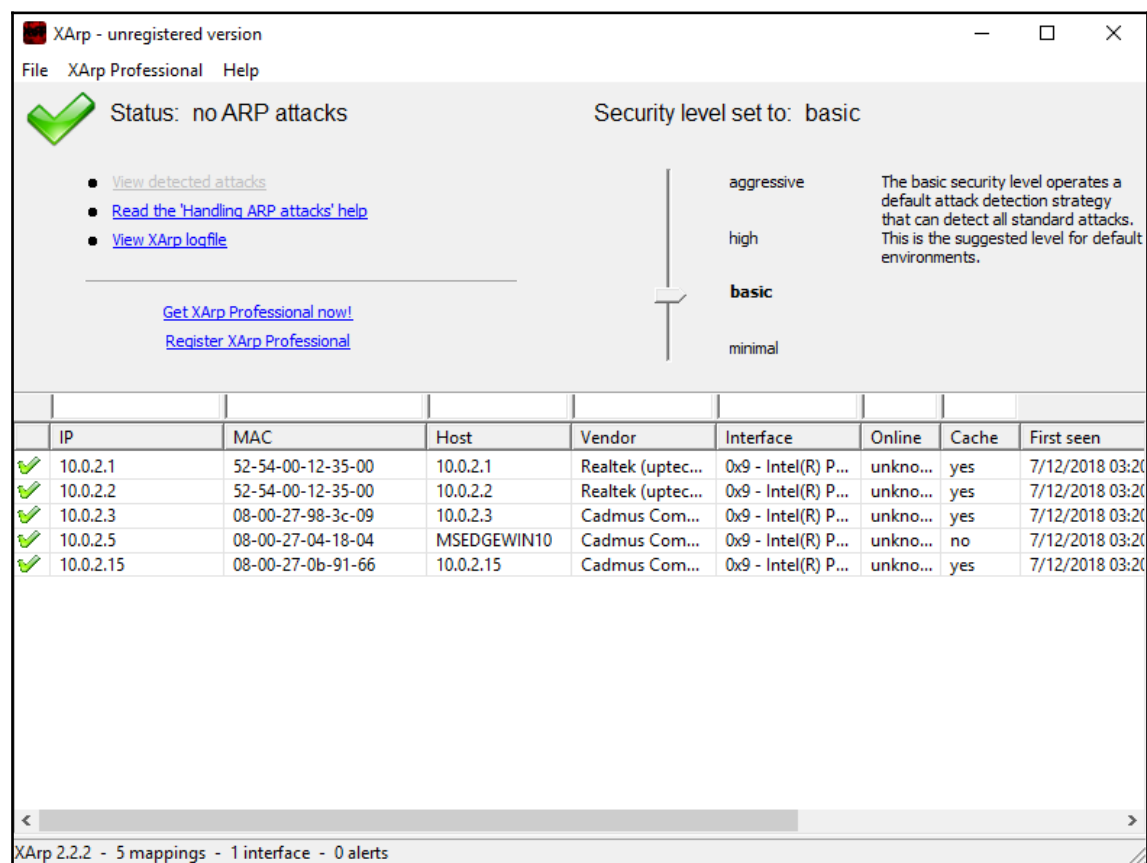 XArp - unregistered version
File XArp Professional Help
Status: no ARP attacks
Security level set to: basic
View detected attacks
Read the 'Handling ARP attacks' help
View XArp logfile
Get XArp Professional now!
Register XArp Professional
aggressive
high
basic
minimal
The basic security level operates a
default attack detection strategy
that can detect all standard attacks.
This is the suggested level for default
environments.
IP MAC Host Vendor Interface Online Cache First seen
10.0.2.1 52-54-00-12-35-00 10.0.2.1 Realtek (uptec... 0x9 - Intel(R) P... unkno... yes 7/12/2018 03:20
10.0.2.2 52-54-00-12-35-00 10.0.2.2 Realtek (uptec... 0x9 - Intel(R) P... unkno... yes 7/12/2018 03:20
10.0.2.3 08-00-27-98-3c-09 10.0.2.3 Cadmus Com... 0x9 - Intel(R) P... unkno... yes 7/12/2018 03:20
10.0.2.5 08-00-27-04-18-04 MSEDGEWIN10 Cadmus Com... 0x9 - Intel(R) P... unkno... no 7/12/2018 03:20
10.0.2.15 08-00-27-0b-91-66 10.0.2.15 Cadmus Com... 0x9 - Intel(R) P... unkno... yes 7/12/2018 03:20
XArp 2.2.2 - 5 mappings - 1 interface - 0 alerts